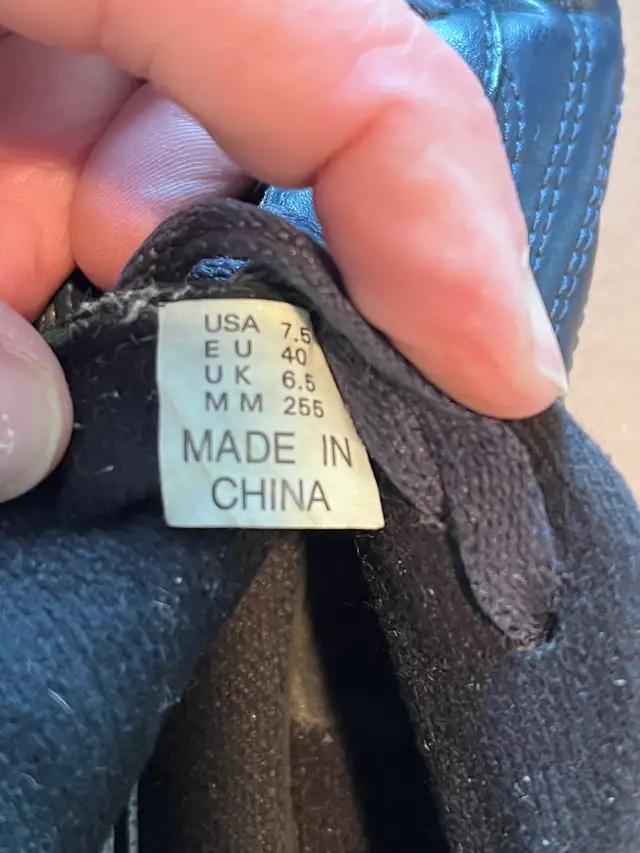 USA 7.5
EU 40
UK 6.5
MM 255
MADE IN
CHINA